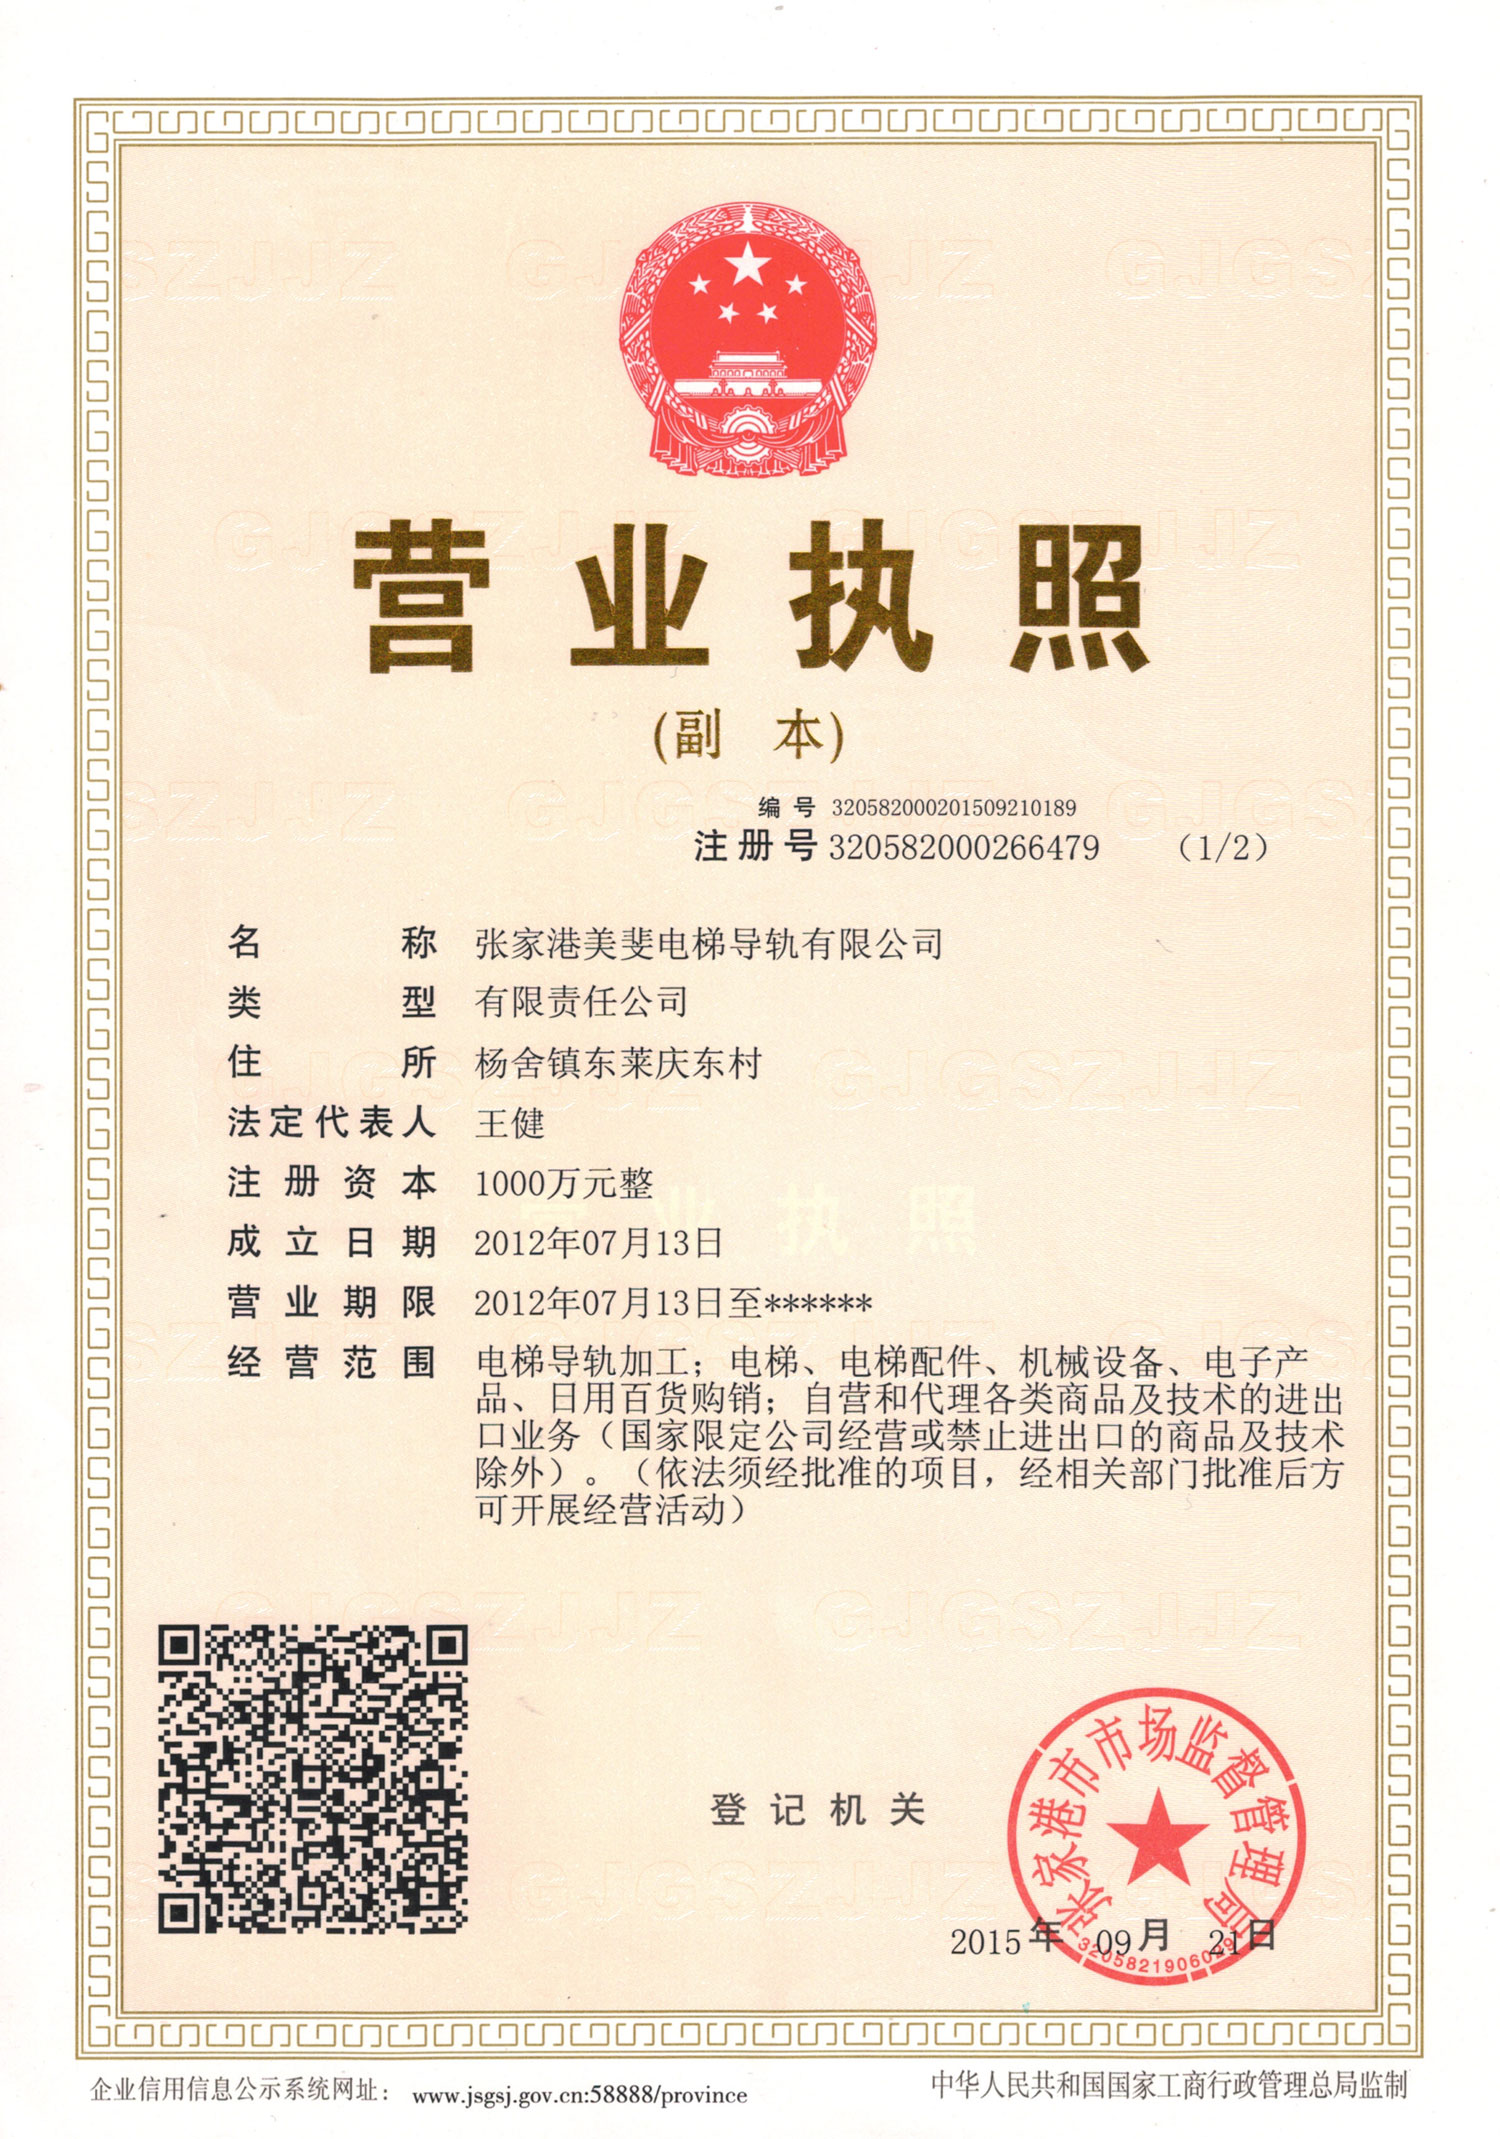 营业执照
(副 本)
编 号 320582000201509210189
注 册 号 320582000266479 （1/2）
名 称 张家港美斐电梯导轨有限公司
类 型 有限责任公司
住 所 杨舍镇东莱庆东村
法定代表人 王健
注 册 资 本 1000万元整
成 立 日 期 2012年07月13日
营 业 期 限 2012年07月13日至******
经 营 范 围 电梯导轨加工；电梯、电梯配件、机械设备、电子产
品、日用百货购销；自营和代理各类商品及技术的进出
口业务（国家限定公司经营或禁止进出口的商品及技术
除外）。（依法须经批准的项目，经相关部门批准后方
可开展经营活动）
登 记 机 关
张家港市市场监督管理局
2015 年 09 月 21 日
企业信用信息公示系统网址： www.jsgsj.gov.cn:58888/province
中华人民共和国国家工商行政管理总局监制